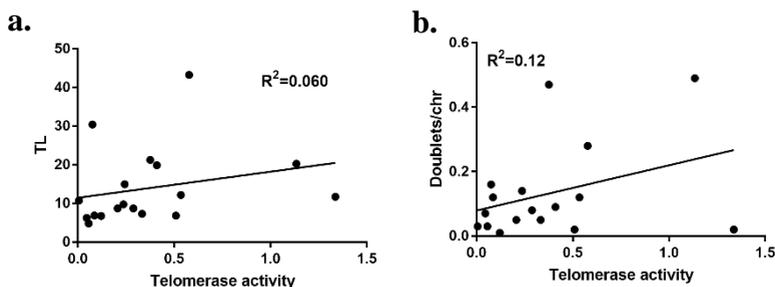 a.
50
40
30
20
10
0
TL
R²=0.060
0.0 0.5 1.0 1.5
Telomerase activity
b.
0.6
0.4
0.2
0.0
Doublets/chr
R²=0.12
0.0 0.5 1.0 1.5
Telomerase activity